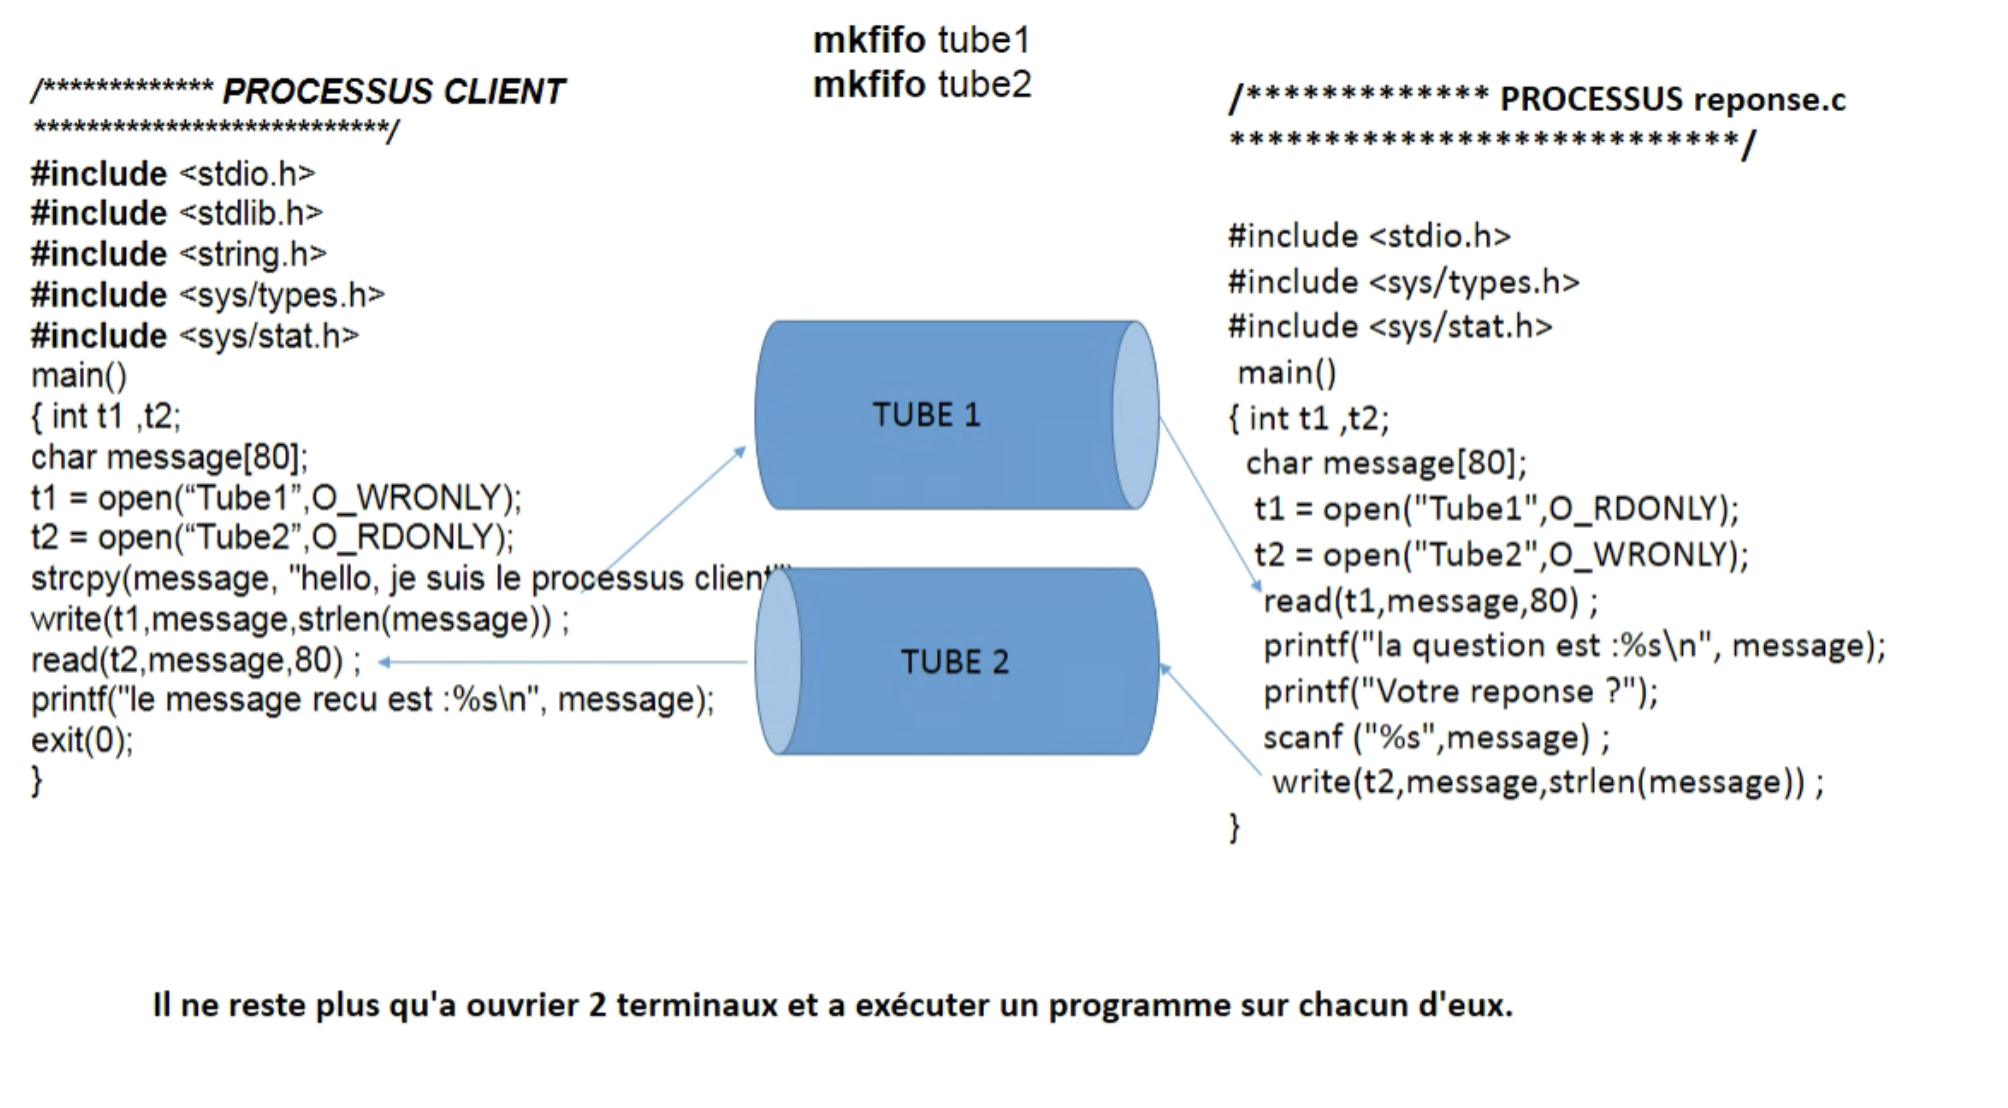 mkfifo tube1
mkfifo tube2
/************* PROCESSUS CLIENT
***************************/
#include <stdio.h>
#include <stdlib.h>
#include <string.h>
#include <sys/types.h>
#include <sys/stat.h>
main()
{ int t1 ,t2;
char message[80];
t1 = open(“Tube1”,O_WRONLY);
t2 = open(“Tube2”,O_RDONLY);
strcpy(message, "hello, je suis le processus client")
write(t1,message,strlen(message)) ;
read(t2,message,80) ;
printf("le message recu est :%s\n", message);
exit(0);
}
TUBE 1
TUBE 2
/************* PROCESSUS reponse.c
***************************/
#include <stdio.h>
#include <sys/types.h>
#include <sys/stat.h>
main()
{ int t1 ,t2;
char message[80];
t1 = open("Tube1",O_RDONLY);
t2 = open("Tube2",O_WRONLY);
read(t1,message,80) ;
printf("la question est :%s\n", message);
printf("Votre reponse ?");
scanf ("%s",message) ;
write(t2,message,strlen(message)) ;
}
Il ne reste plus qu'a ouvrier 2 terminaux et a exécuter un programme sur chacun d'eux.